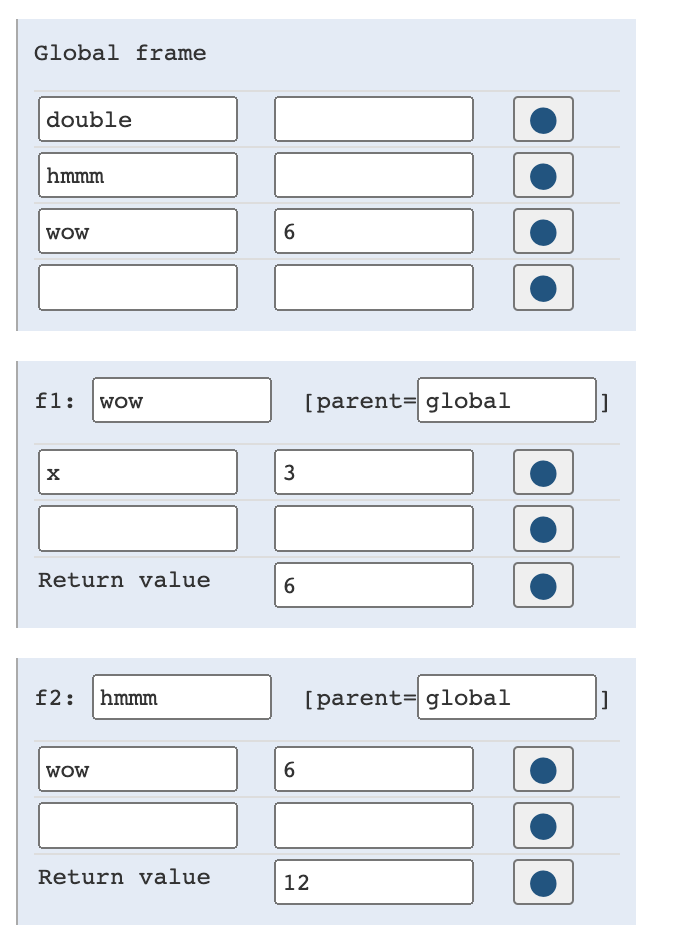 Global frame
double
hmmm
wow 6
f1: wow [parent= global ]
x 3
Return value 6
f2: hmmm [parent= global ]
wow 6
Return value 12